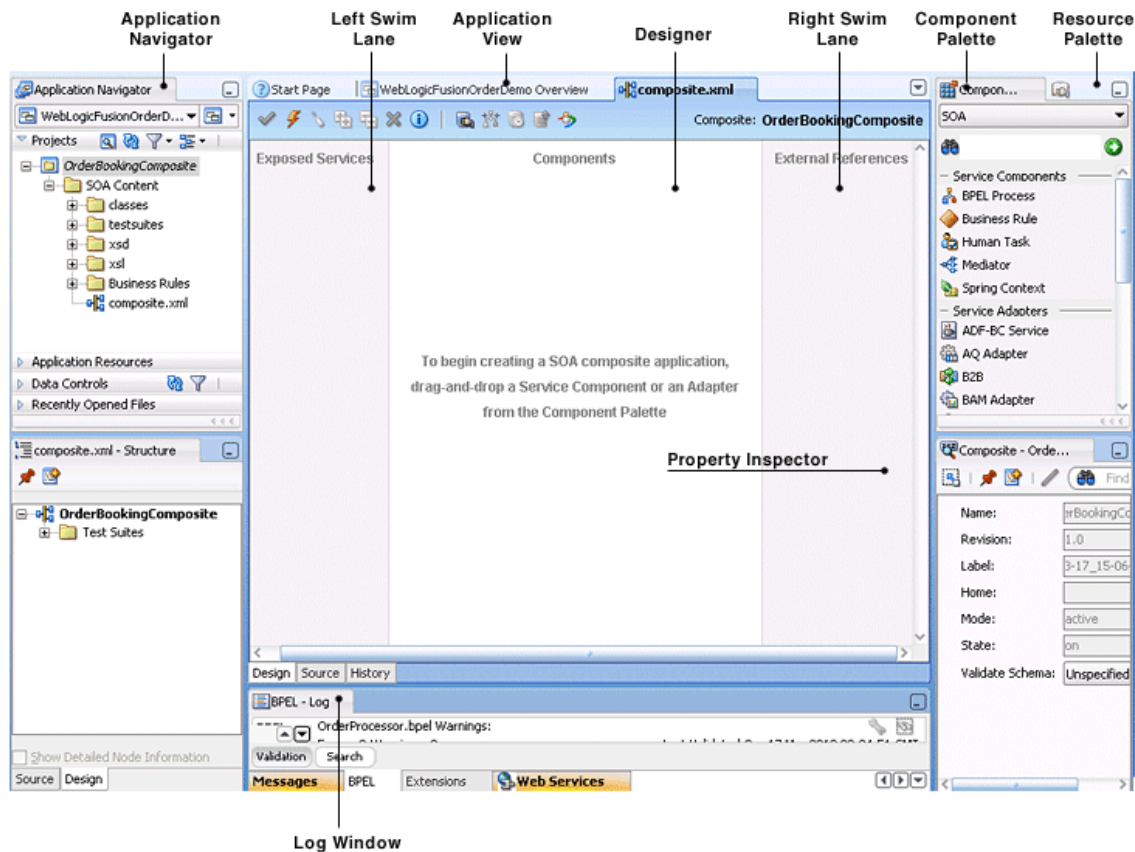 Application
Navigator
Left Swim
Lane
Application
View
Designer
Right Swim
Lane
Component
Palette
Resource
Palette
Application Navigator
WebLogicFusionOrderD...
Projects
OrderBookingComposite
SOA Content
classes
testsuites
xsd
xsl
Business Rules
composite.xml
Application Resources
Data Controls
Recently Opened Files
composite.xml - Structure
OrderBookingComposite
Test Suites
Show Detailed Node Information
Source Design
Start Page
WebLogicFusionOrderDemo Overview
composite.xml
Composite: OrderBookingComposite
Exposed Services
Components
External References
To begin creating a SOA composite application,
drag-and-drop a Service Component or an Adapter
from the Component Palette
Property Inspector
Design Source History
BPEL - Log
OrderProcessor.bpel Warnings:
Validation Search
Messages BPEL Extensions Web Services
Compon...
SOA
Service Components
BPEL Process
Business Rule
Human Task
Mediator
Spring Context
Service Adapters
ADF-BC Service
AQ Adapter
B2B
BAM Adapter
Composite - Orde...
Find
Name: rBookingCo
Revision: 1.0
Label: 3-17_15-06-
Home:
Mode: active
State: on
Validate Schema: Unspecified
Log Window